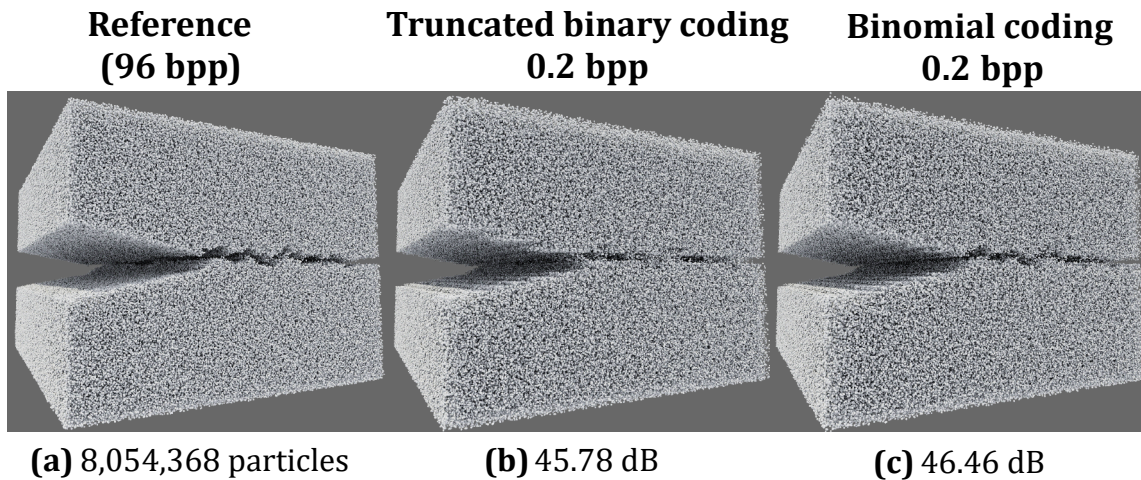 Reference
(96 bpp)
Truncated binary coding
0.2 bpp
Binomial coding
0.2 bpp
(a) 8,054,368 particles
(b) 45.78 dB
(c) 46.46 dB